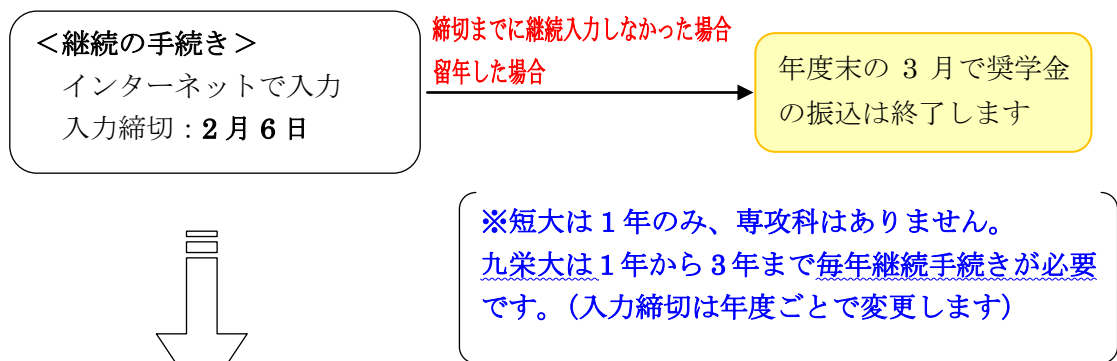 ＜継続の手続き＞
インターネットで入力
入力締切：２月６日
締切までに継続入力しなかった場合
留年した場合
年度末の 3 月で奨学金
の振込は終了します
※短大は１年のみ、専攻科はありません。
九栄大は１年から３年まで毎年継続手続きが必要
です。（入力締切は年度ごとで変更します）